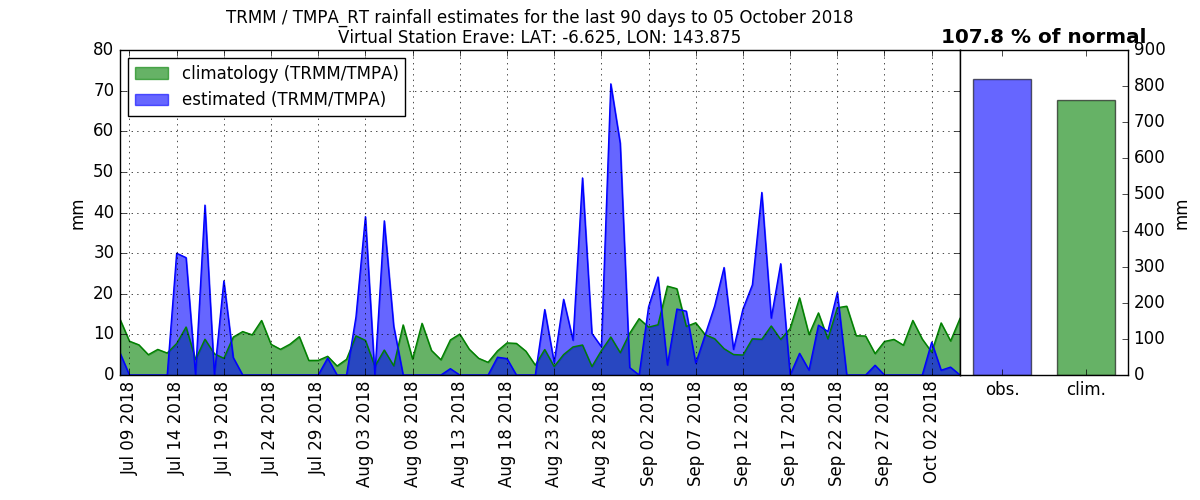 TRMM / TMPA_RT rainfall estimates for the last 90 days to 05 October 2018
Virtual Station Erave: LAT: -6.625, LON: 143.875
107.8 % of normal
climatology (TRMM/TMPA)
estimated (TRMM/TMPA)
mm
80
70
60
50
40
30
20
10
0
900
800
700
600
500
400
300
200
100
0
mm
Jul 09 2018
Jul 14 2018
Jul 19 2018
Jul 24 2018
Jul 29 2018
Aug 03 2018
Aug 08 2018
Aug 13 2018
Aug 18 2018
Aug 23 2018
Aug 28 2018
Sep 02 2018
Sep 07 2018
Sep 12 2018
Sep 17 2018
Sep 22 2018
Sep 27 2018
Oct 02 2018
obs.
clim.